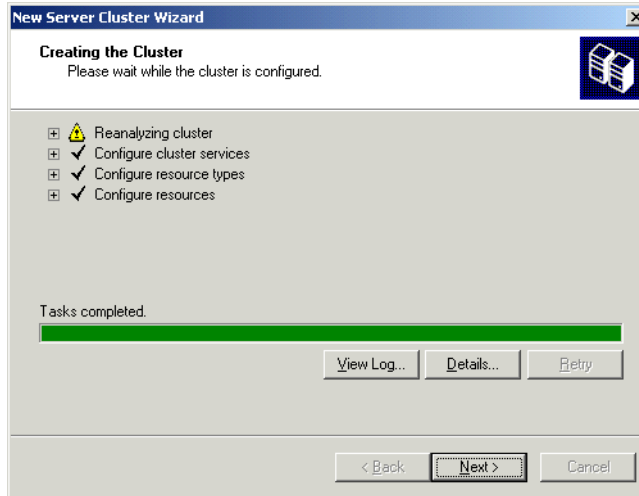 New Server Cluster Wizard
Creating the Cluster
Please wait while the cluster is configured.
Reanalyzing cluster
Configure cluster services
Configure resource types
Configure resources
Tasks completed.
View Log... Details... Retry
< Back Next > Cancel